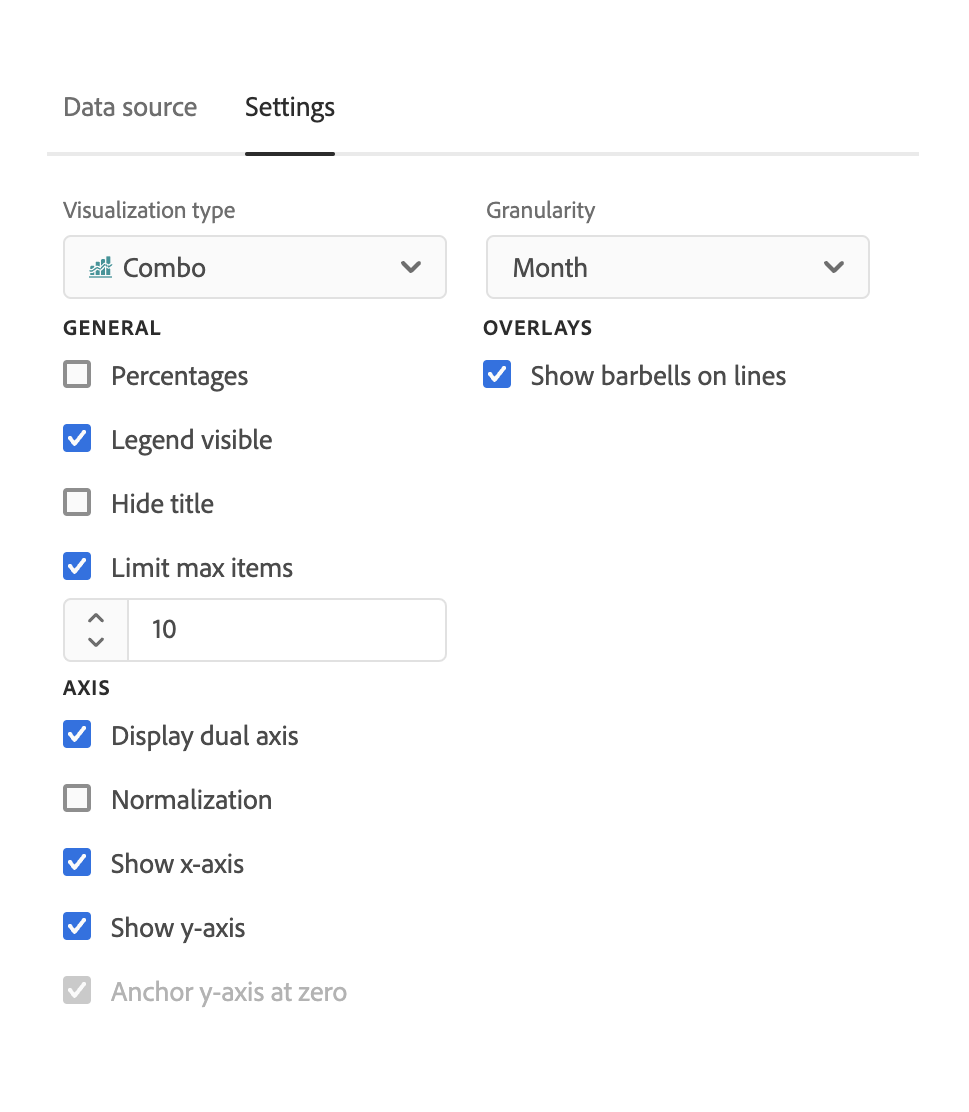 Data source
Settings
Visualization type
Granularity
Combo
Month
GENERAL
OVERLAYS
Percentages
Show barbells on lines
Legend visible
Hide title
Limit max items
10
AXIS
Display dual axis
Normalization
Show x-axis
Show y-axis
Anchor y-axis at zero